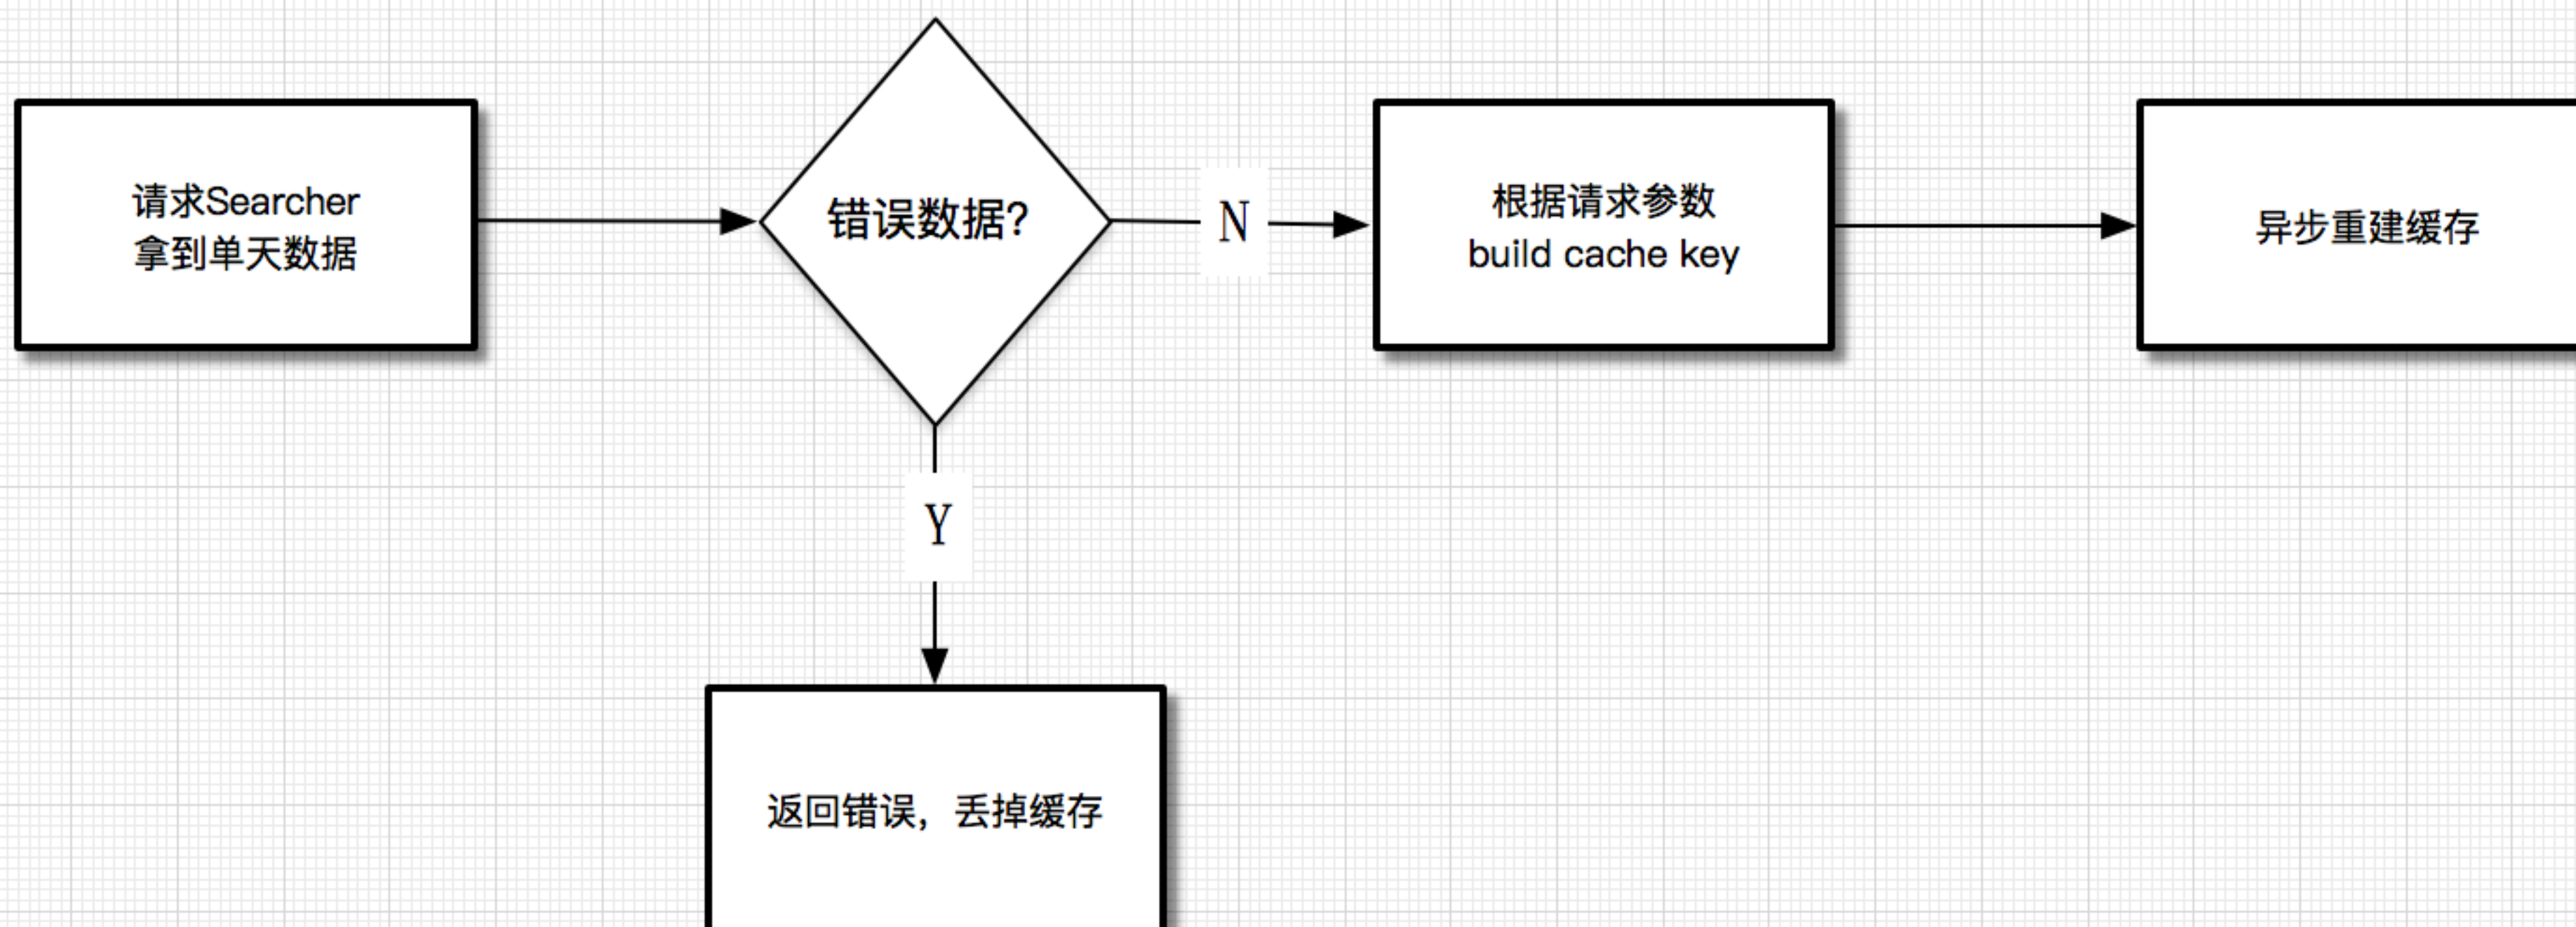 请求Searcher
拿到单天数据
错误数据?
N
根据请求参数
build cache key
异步重建缓存
Y
返回错误，丢掉缓存